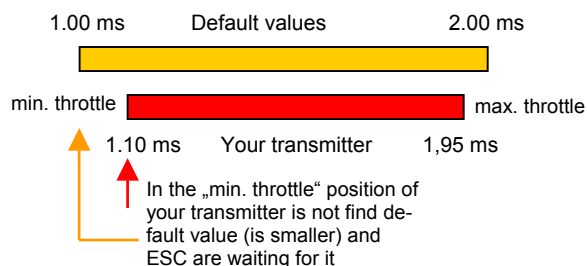 1.00 ms Default values 2.00 ms
min. throttle max. throttle
1.10 ms Your transmitter 1,95 ms
In the „min. throttle“ position of
your transmitter is not find de-
fault value (is smaller) and
ESC are waiting for it